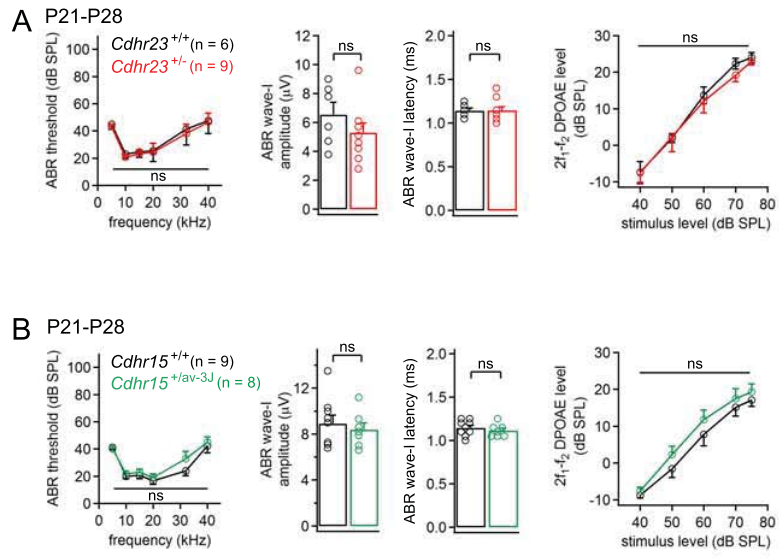 A P21-P28
Cdhr23+/+ (n = 6)
Cdhr23+/- (n = 9)
ABR threshold (dB SPL)
100
80
60
40
20
0
ns
0 10 20 30 40
frequency (kHz)
ABR wave-I
amplitude (μV)
12
10
8
6
4
2
0
ns
ABR wave-I latency (ms)
2.0
1.5
1.0
0.5
0.0
ns
2f1-f2 DPOAE level
(dB SPL)
30
20
10
0
-10
ns
40 50 60 70 80
stimulus level (dB SPL)
B P21-P28
Cdhr15+/+ (n = 9)
Cdhr15+/av-3J (n = 8)
ABR threshold (dB SPL)
100
80
60
40
20
0
ns
0 10 20 30 40
frequency (kHz)
ABR wave-I
amplitude (μV)
15
10
5
0
ns
ABR wave-I latency (ms)
2.0
1.5
1.0
0.5
0.0
ns
2f1-f2 DPOAE level
(dB SPL)
30
20
10
0
-10
ns
40 50 60 70 80
stimulus level (dB SPL)